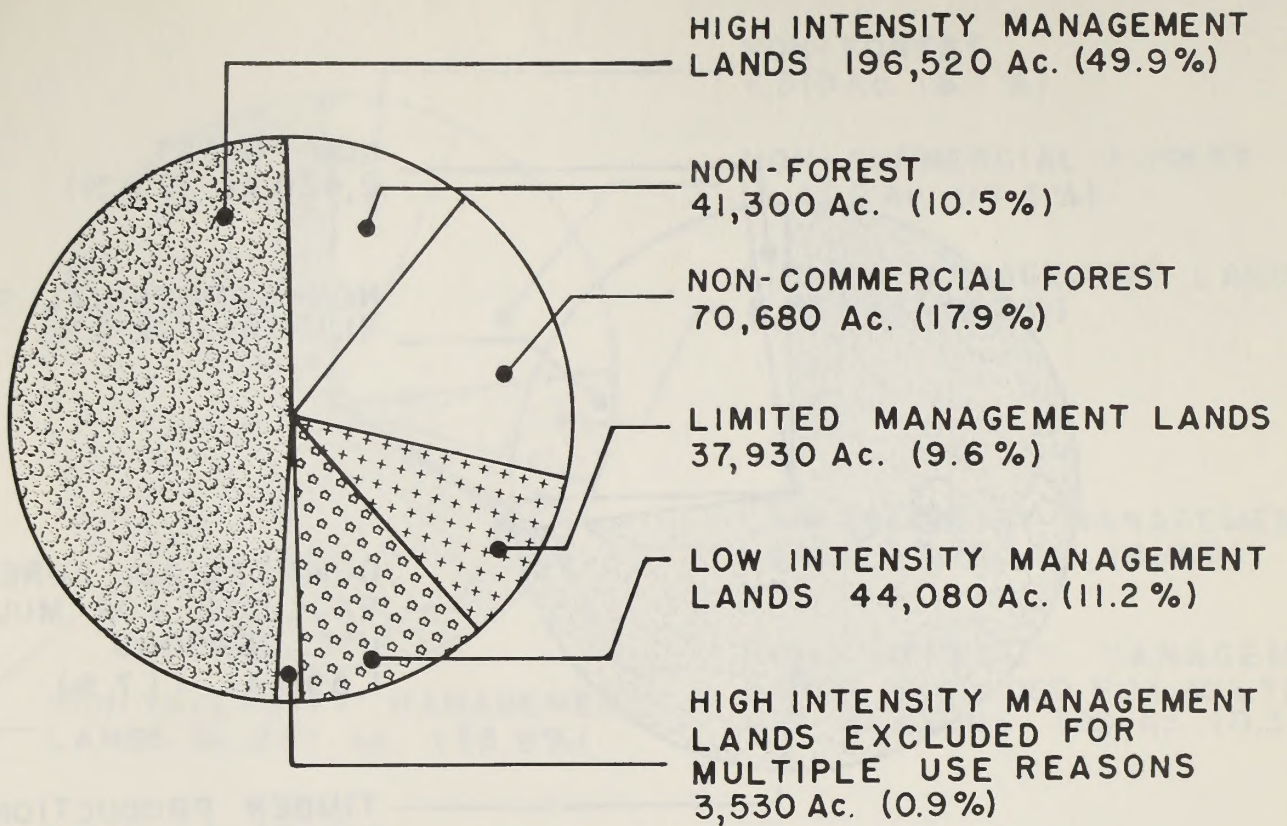 HIGH INTENSITY MANAGEMENT
LANDS 196,520 Ac. (49.9%)
NON-FOREST
41,300 Ac. (10.5%)
NON-COMMERCIAL FOREST
70,680 Ac. (17.9%)
LIMITED MANAGEMENT LANDS
37,930 Ac. (9.6%)
LOW INTENSITY MANAGEMENT
LANDS 44,080 Ac. (11.2%)
HIGH INTENSITY MANAGEMENT
LANDS EXCLUDED FOR
MULTIPLE USE REASONS
3,530 Ac. (0.9%)
TIMBER PRODUCTION